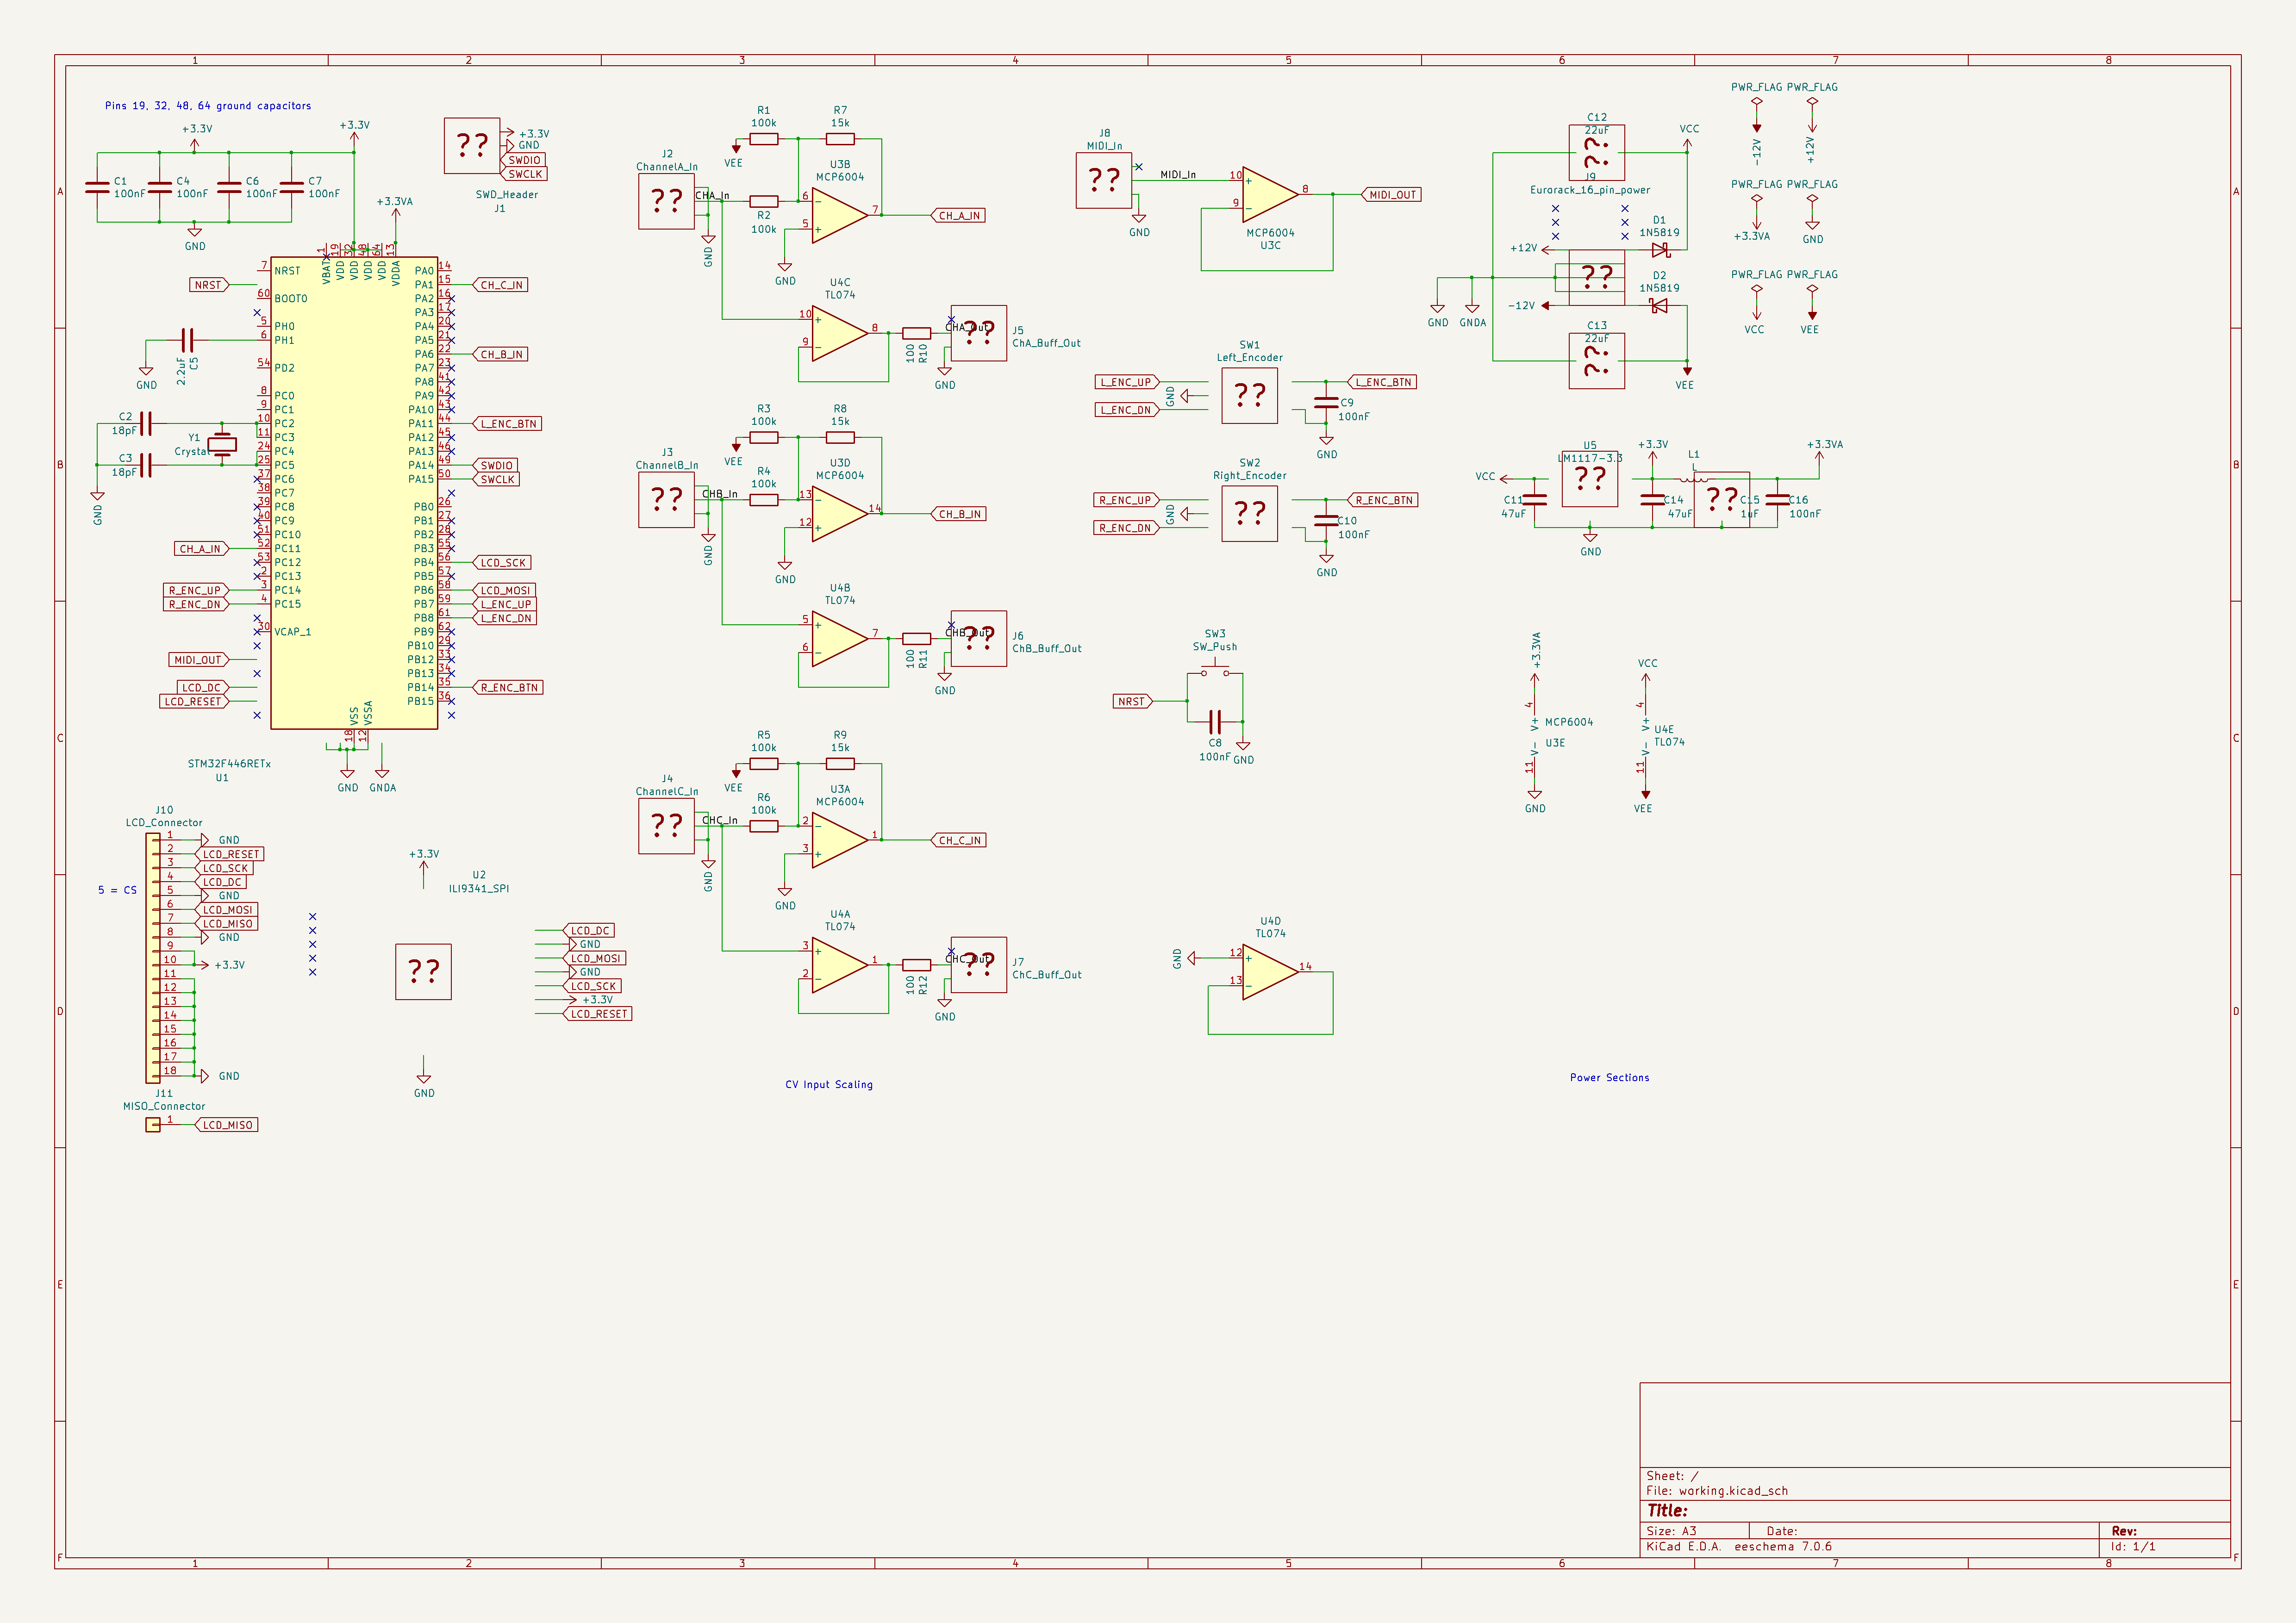 1 2 3 4 5 6 7 8
A
B
C
D
E
F
Pins 19, 32, 48, 64 ground capacitors
+3.3V
+3.3V
C1
100nF
C4
100nF
C6
100nF
C7
100nF
GND
+3.3VA
??
+3.3V
GND
SWDIO
SWCLK
SWD_Header
J1
1 VBAT
19 VDD
32 VDD
48 VDD
64 VDD
13 VDDA
7 NRST
60 BOOT0
5 PH0
6 PH1
54 PD2
8 PC0
9 PC1
10 PC2
11 PC3
24 PC4
25 PC5
37 PC6
38 PC7
39 PC8
40 PC9
51 PC10
52 PC11
53 PC12
2 PC13
3 PC14
4 PC15
30 VCAP_1
PA0 14
PA1 15
PA2 16
PA3 17
PA4 20
PA5 21
PA6 22
PA7 23
PA8 41
PA9 42
PA10 43
PA11 44
PA12 45
PA13 46
PA14 49
PA15 50
PB0 26
PB1 27
PB2 28
PB3 55
PB4 56
PB5 57
PB6 58
PB7 59
PB8 61
PB9 62
PB10 29
PB12 33
PB13 34
PB14 35
PB15 36
VSS 18
VSSA 12
NRST
2.2uF
C5
GND
C2
18pF
C3
18pF
Y1
Crystal
GND
CH_A_IN
R_ENC_UP
R_ENC_DN
MIDI_OUT
LCD_DC
LCD_RESET
CH_C_IN
CH_B_IN
L_ENC_BTN
SWDIO
SWCLK
LCD_SCK
LCD_MOSI
L_ENC_UP
L_ENC_DN
R_ENC_BTN
STM32F446RETx
U1
GND
GNDA
J10
LCD_Connector
1 GND
2 LCD_RESET
3 LCD_SCK
4 LCD_DC
5 = CS
5 GND
6 LCD_MOSI
7 LCD_MISO
8 GND
9
10 +3.3V
11
12
13
14
15
16
17
18 GND
J11
MISO_Connector
1 LCD_MISO
+3.3V
U2
ILI9341_SPI
??
LCD_DC
GND
LCD_MOSI
GND
LCD_SCK
+3.3V
LCD_RESET
GND
J2
ChannelA_In
??
CHA_In
GND
R1
100k
R7
15k
VEE
R2
100k
U3B
MCP6004
6
5
7
CH_A_IN
GND
U4C
TL074
10
9
8
100
R10
CHA_Out
??
J5
ChA_Buff_Out
GND
J3
ChannelB_In
??
CHB_In
GND
R3
100k
R8
15k
VEE
R4
100k
U3D
MCP6004
13
12
14
CH_B_IN
GND
U4B
TL074
5
6
7
100
R11
CHB_Out
??
J6
ChB_Buff_Out
GND
J4
ChannelC_In
??
CHC_In
GND
R5
100k
R9
15k
VEE
R6
100k
U3A
MCP6004
2
3
1
CH_C_IN
GND
U4A
TL074
3
2
1
100
R12
CHC_Out
??
J7
ChC_Buff_Out
GND
CV Input Scaling
J8
MIDI_In
??
MIDI_In
GND
10
9
8
MIDI_OUT
MCP6004
U3C
SW1
Left_Encoder
L_ENC_UP
GND
L_ENC_DN
??
L_ENC_BTN
C9
100nF
GND
SW2
Right_Encoder
R_ENC_UP
GND
R_ENC_DN
??
R_ENC_BTN
C10
100nF
GND
SW3
SW_Push
NRST
C8
100nF
GND
U4D
TL074
GND
12
13
14
C12
22uF
??
VCC
J9
Eurorack_16_pin_power
D1
1N5819
+12V
??
D2
1N5819
-12V
GND
GNDA
C13
22uF
??
VEE
PWR_FLAG PWR_FLAG
-12V
+12V
PWR_FLAG PWR_FLAG
+3.3VA
GND
PWR_FLAG PWR_FLAG
VCC
VEE
U5
LM1117-3.3
??
VCC
C11
47uF
+3.3V
L1
L
C14
47uF
??
C15
1uF
C16
100nF
+3.3VA
GND
+3.3VA
4
V+
MCP6004
U3E
V-
11
GND
VCC
4
V+
U4E
TL074
V-
11
VEE
Power Sections
Sheet: /
File: working.kicad_sch
Title:
Size: A3
Date:
Rev:
KiCad E.D.A. eeschema 7.0.6
Id: 1/1
1 2 3 4 5 6 7 8
A
B
C
D
E
F